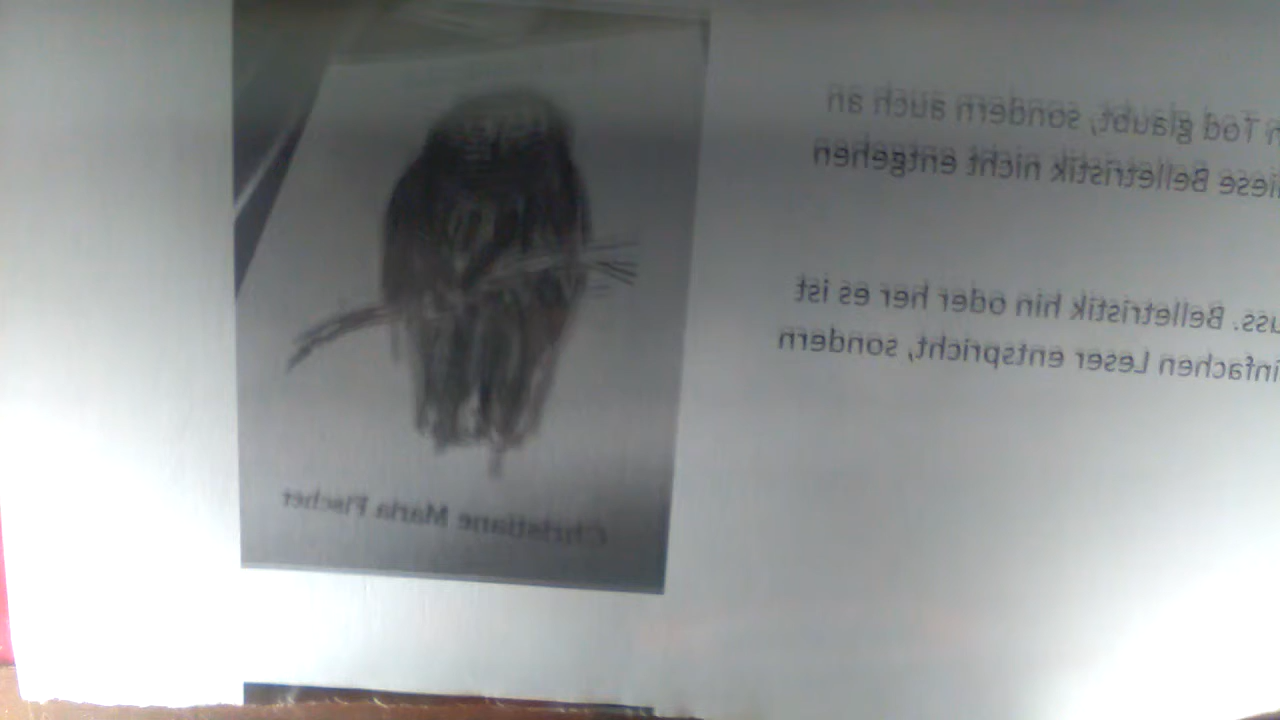 n Tod glaubt, sondern auch an
iese Belletristik nicht entgehen
uss. Belletristik hin oder her es ist
infachen Leser entspricht, sondern
Christiane Maria Fischer